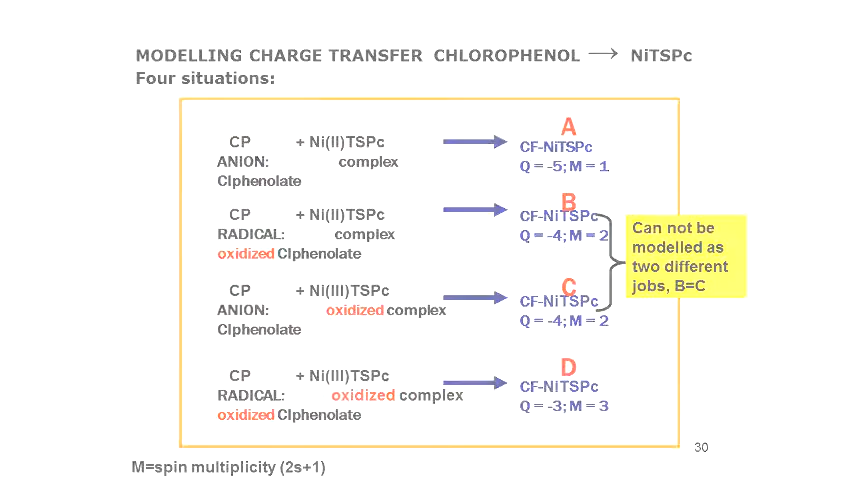 MODELLING CHARGE TRANSFER CHLOROPHENOL → NiTSPc
Four situations:
A
CP + Ni(II)TSPc
CF-NiTSPc
ANION: complex
Q = -5; M = 1
Clphenolate
B
CP + Ni(II)TSPc
CF-NiTSPc
RADICAL: complex
Q = -4; M = 2
oxidized Clphenolate
Can not be
modelled as
two different
jobs, B=C
C
CP + Ni(III)TSPc
CF-NiTSPc
ANION: oxidized complex
Q = -4; M = 2
Clphenolate
D
CP + Ni(III)TSPc
CF-NiTSPc
RADICAL: oxidized complex
Q = -3; M = 3
oxidized Clphenolate
30
M=spin multiplicity (2s+1)